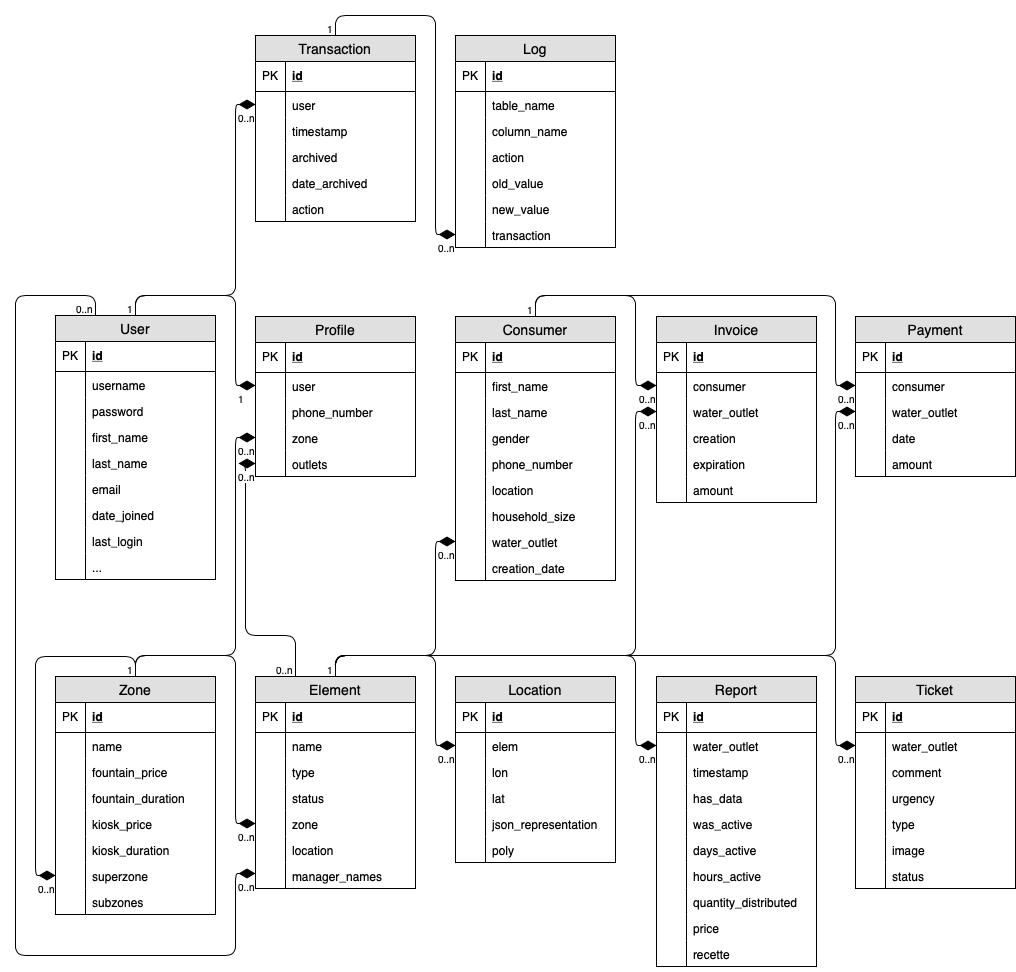 1
Transaction
PK id
user
timestamp
archived
date_archived
action
0..n
Log
PK id
table_name
column_name
action
old_value
new_value
transaction
0..n
0..n
1
User
PK id
username
password
first_name
last_name
email
date_joined
last_login
...
Profile
PK id
user
phone_number
zone
outlets
1
0..n
0..n
1
Consumer
PK id
first_name
last_name
gender
phone_number
location
household_size
water_outlet
creation_date
0..n
Invoice
PK id
consumer
water_outlet
creation
expiration
amount
0..n
0..n
Payment
PK id
consumer
water_outlet
date
amount
0..n
0..n
1
Zone
PK id
name
fountain_price
fountain_duration
kiosk_price
kiosk_duration
superzone
subzones
0..n
0..n
1
Element
PK id
name
type
status
zone
location
manager_names
0..n
0..n
Location
PK id
elem
lon
lat
json_representation
poly
0..n
Report
PK id
water_outlet
timestamp
has_data
was_active
days_active
hours_active
quantity_distributed
price
recette
0..n
Ticket
PK id
water_outlet
comment
urgency
type
image
status
0..n